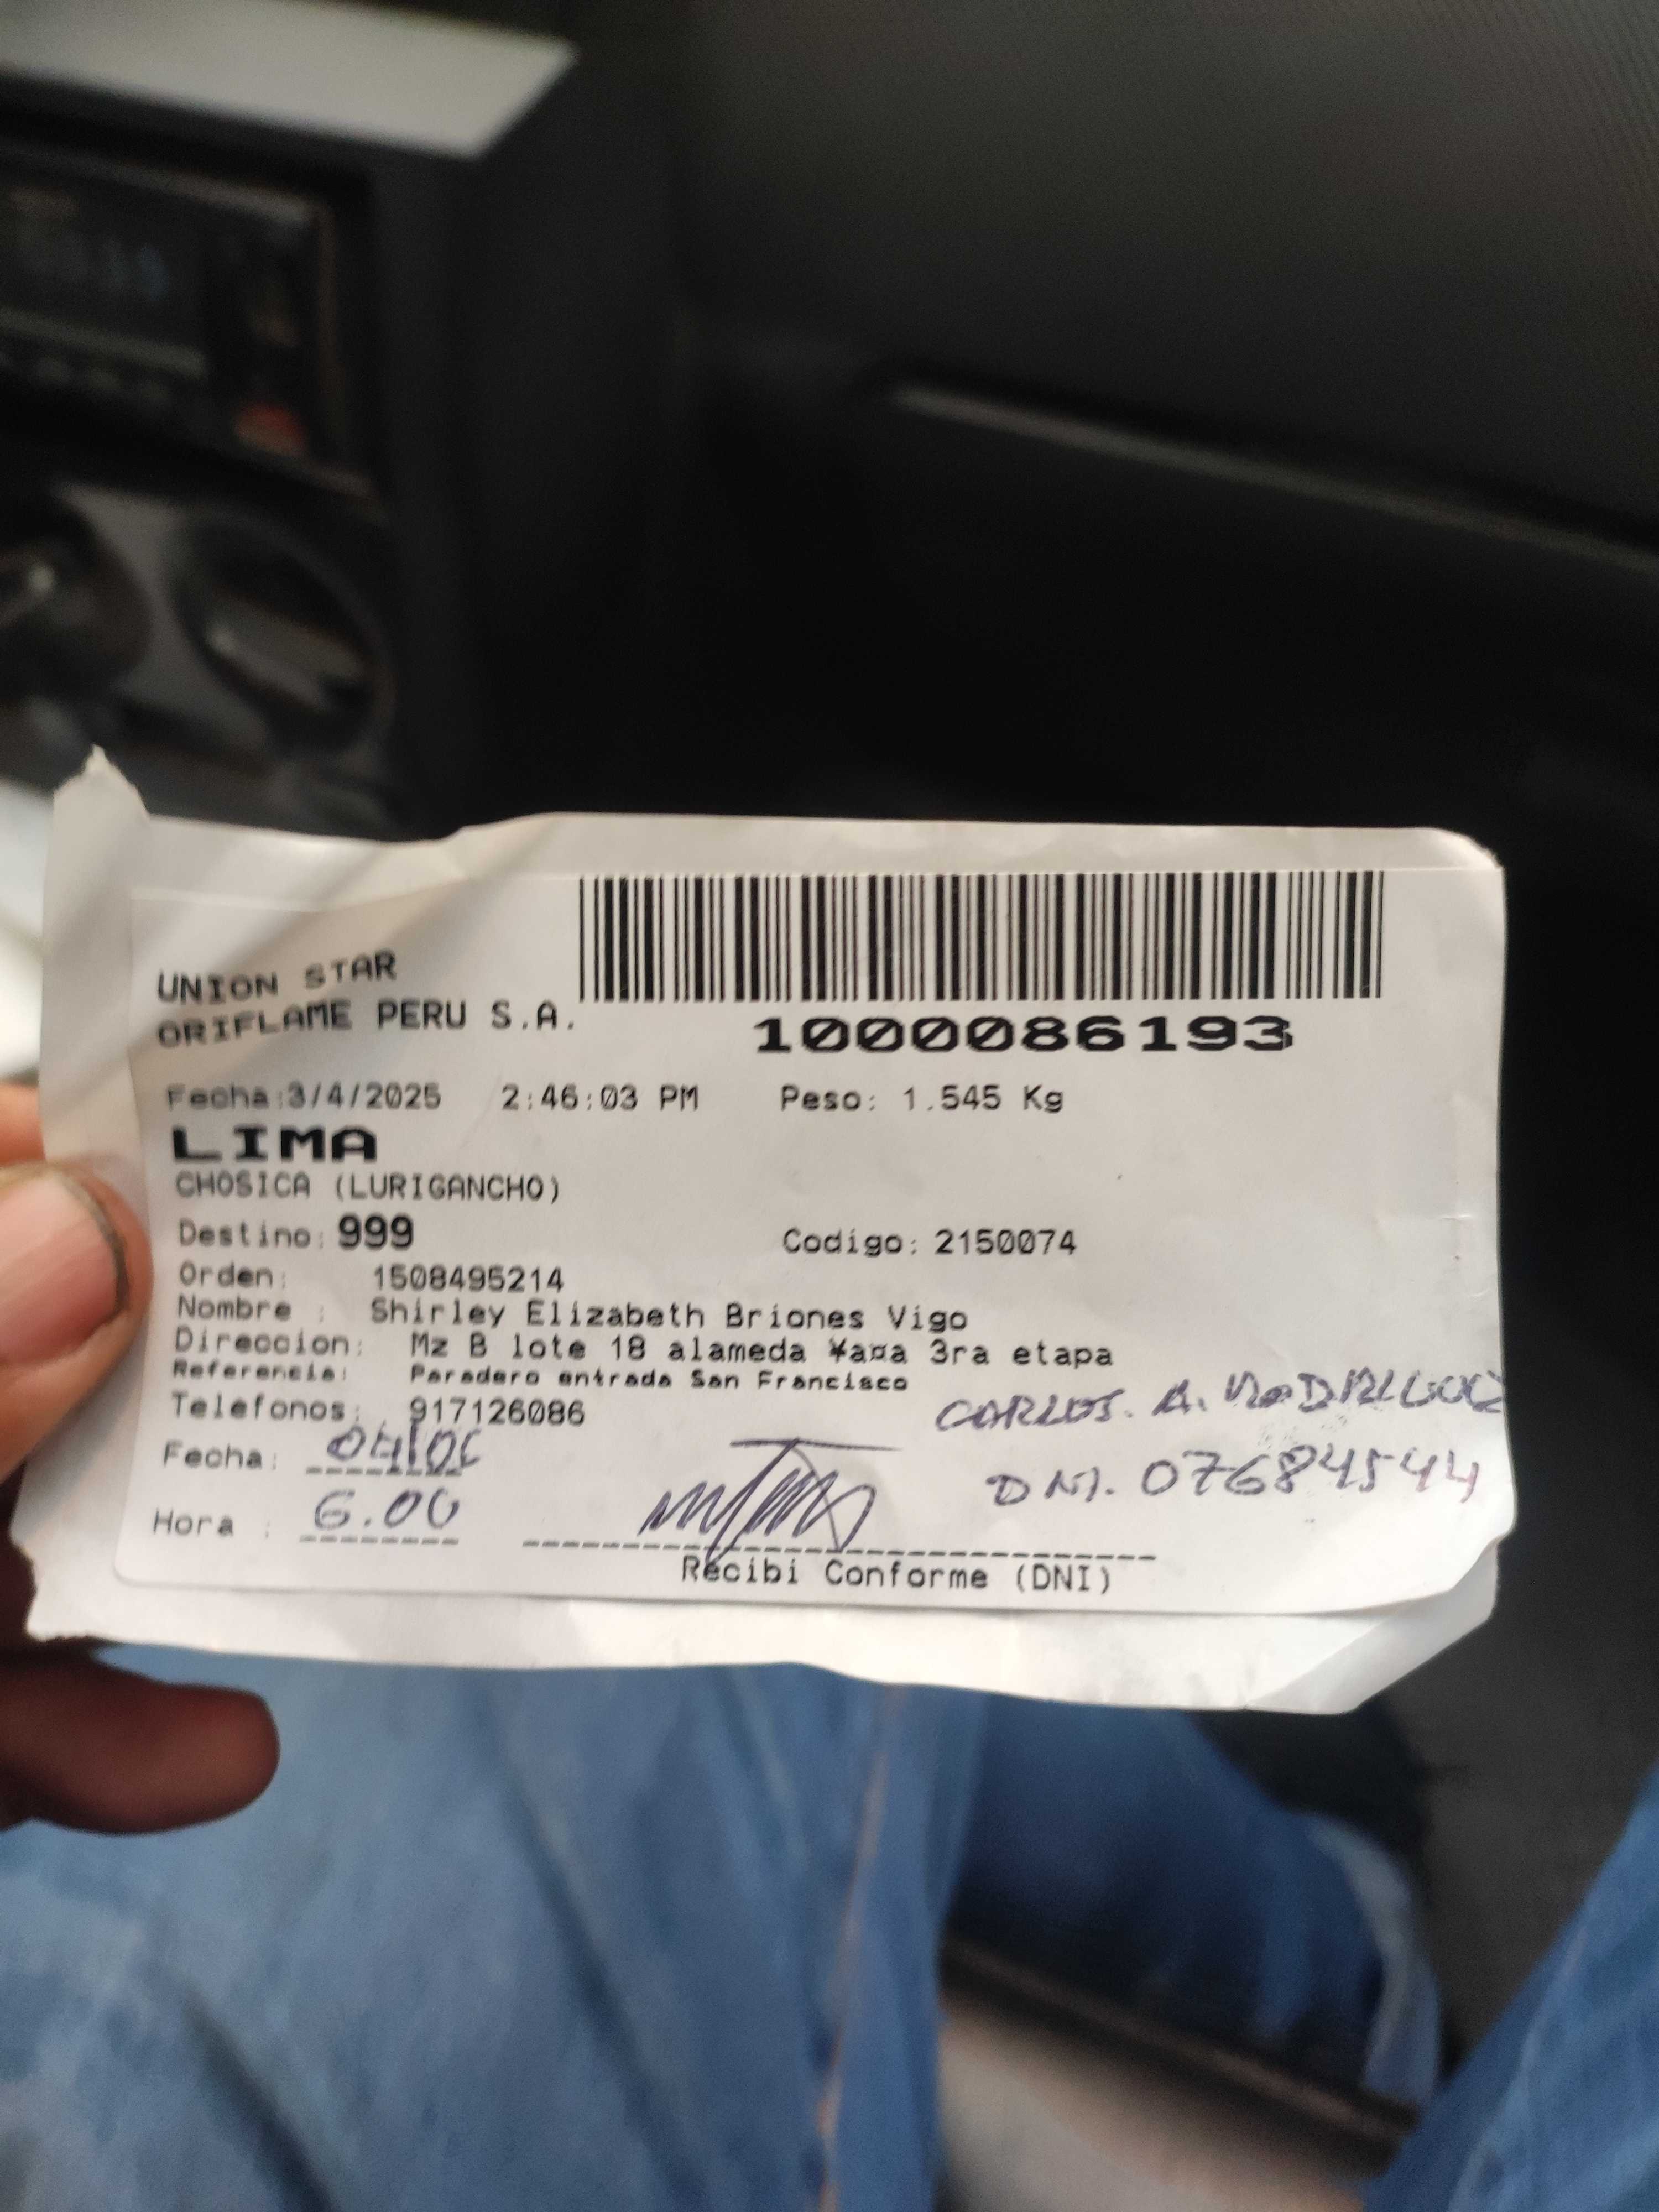 UNION STAR
ORIFLAME PERU S.A.
1000086193
Fecha:3/4/2025 2:46:03 PM Peso: 1.545 Kg
LIMA
CHOSICA (LURIGANCHO)
Destino: 999 Codigo: 2150074
Orden: 1508495214
Nombre : Shirley Elizabeth Briones Vigo
Direccion: Mz B lote 18 alameda ¥a¤a 3ra etapa
Referencia: Paradero entrada San Francisco
Telefonos: 917126086
CARLOS. A.
Fecha:
DNI. 07684544
Hora : 6.00
Recibi Conforme (DNI)